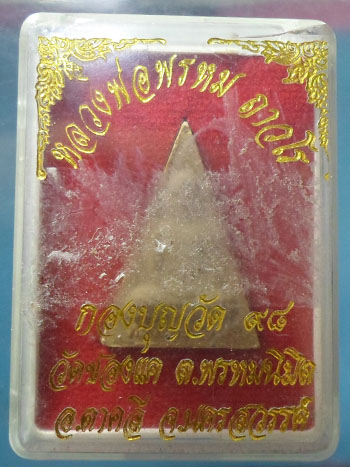 หลวงพ่อพรหม ถาวโร
กองบุญวัด ๙๘
วัดช่องแค ต.พรหมนิมิต
อ.ตาคลี จ.นครสวรรค์